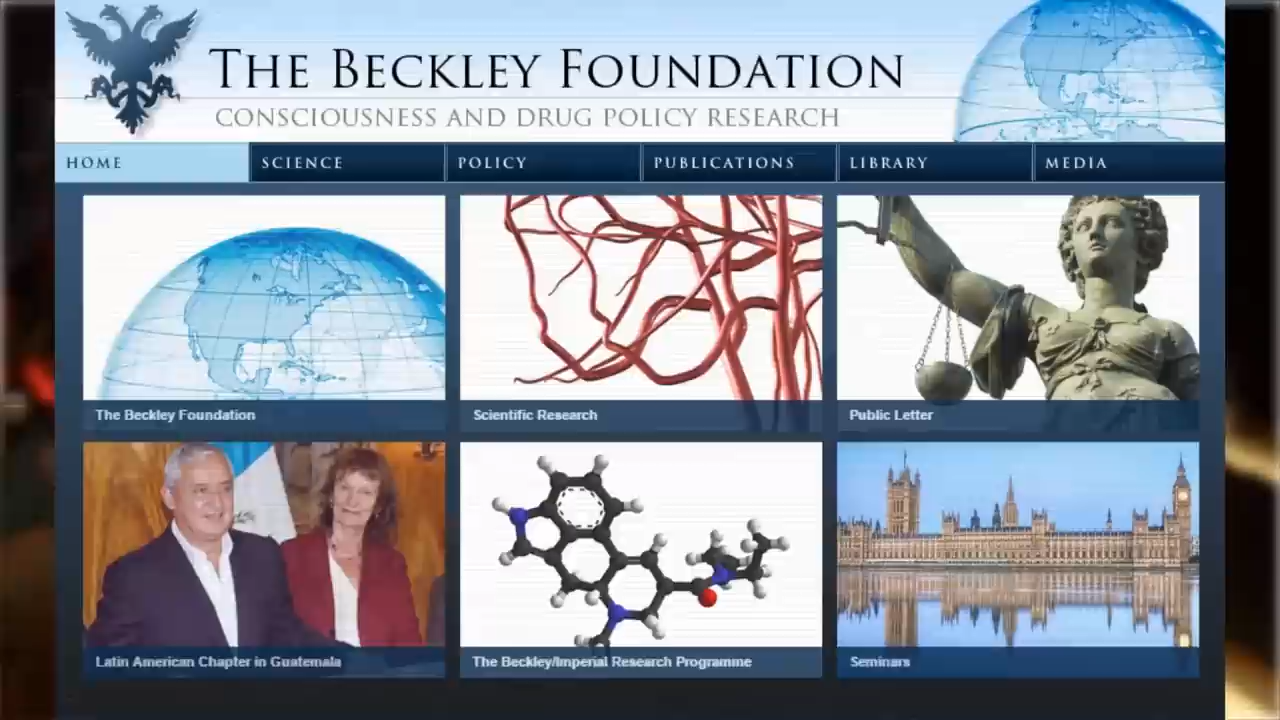 THE BECKLEY FOUNDATION
CONSCIOUSNESS AND DRUG POLICY RESEARCH
HOME
SCIENCE
POLICY
PUBLICATIONS
LIBRARY
MEDIA
The Beckley Foundation
Scientific Research
Public Letter
Latin American Chapter in Guatemala
The Beckley/Imperial Research Programme
Seminars